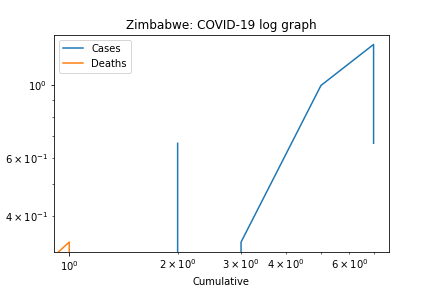 Zimbabwe: COVID-19 log graph
Cases
Deaths
10⁰
6 × 10⁻¹
4 × 10⁻¹
10⁰ 2 × 10⁰ 3 × 10⁰ 4 × 10⁰ 6 × 10⁰
Cumulative